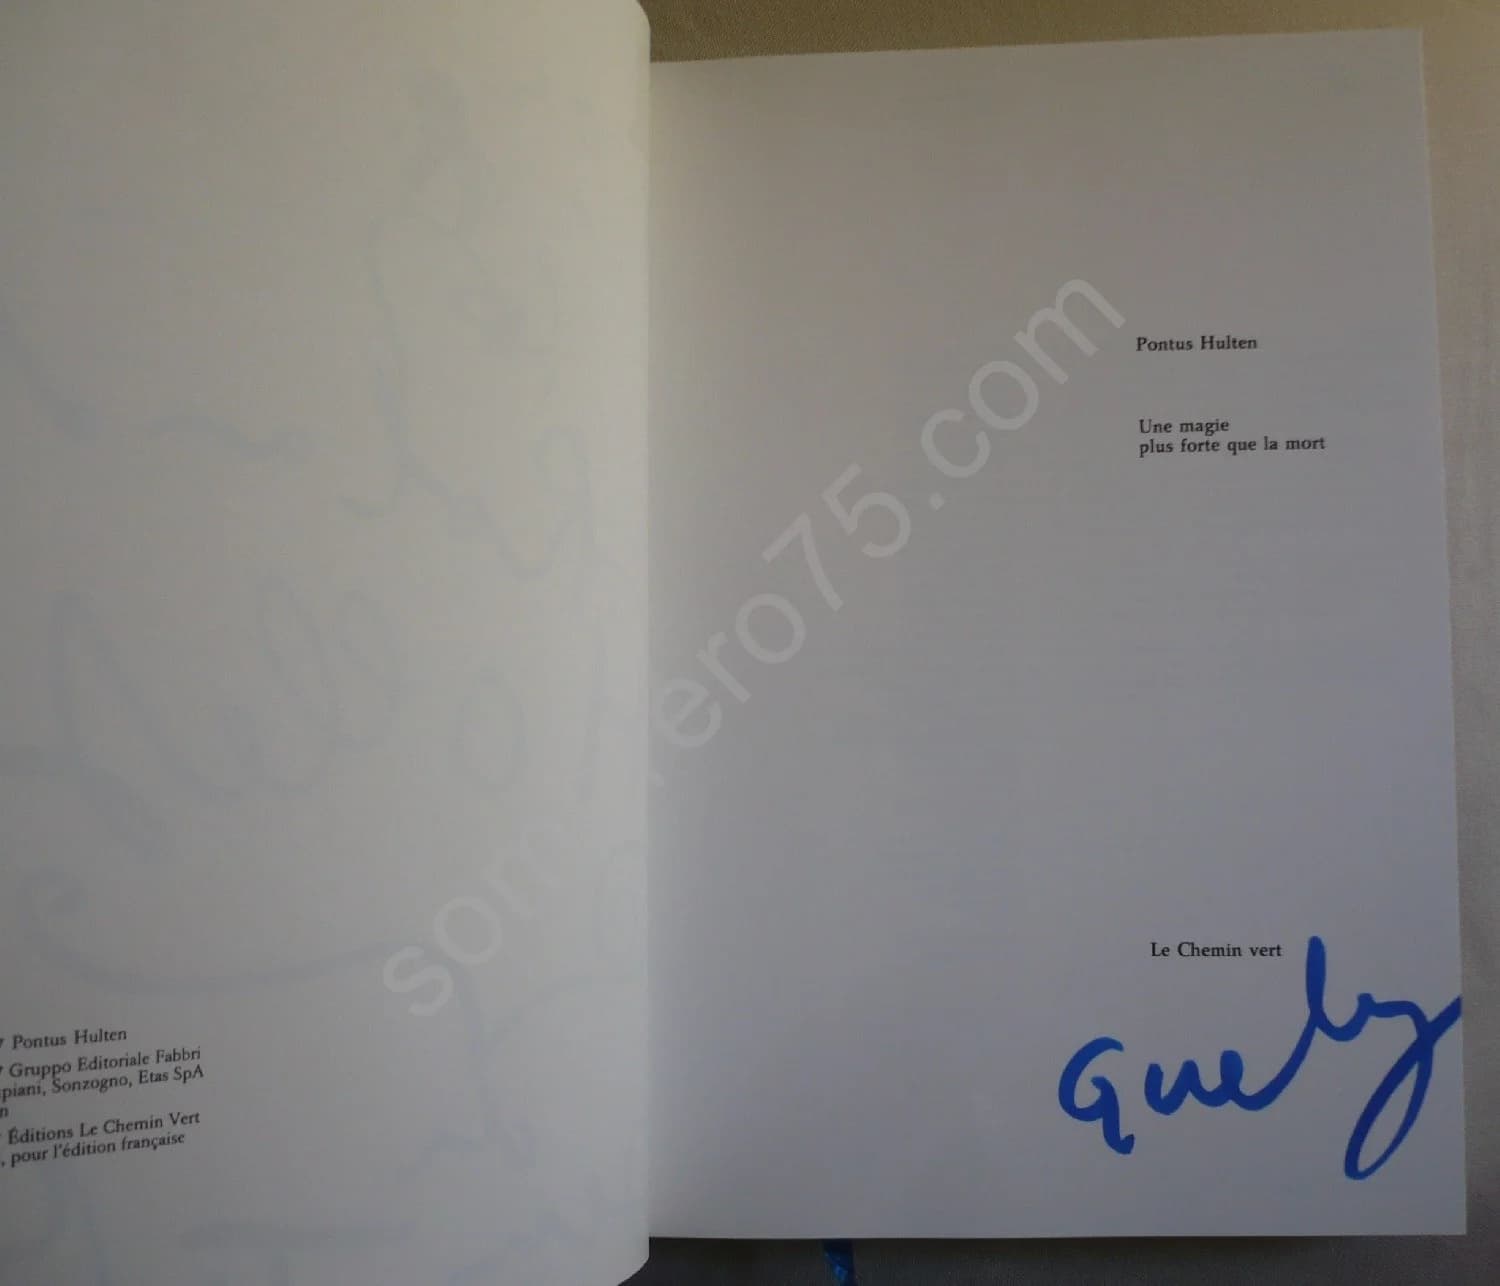 Pontus Hulten
Gruppo Editoriale Fabbri
piani, Sonzogno, Etas SpA
n
Éditions Le Chemin Vert
, pour l'édition française
Pontus Hulten
Une magie
plus forte que la mort
Le Chemin vert